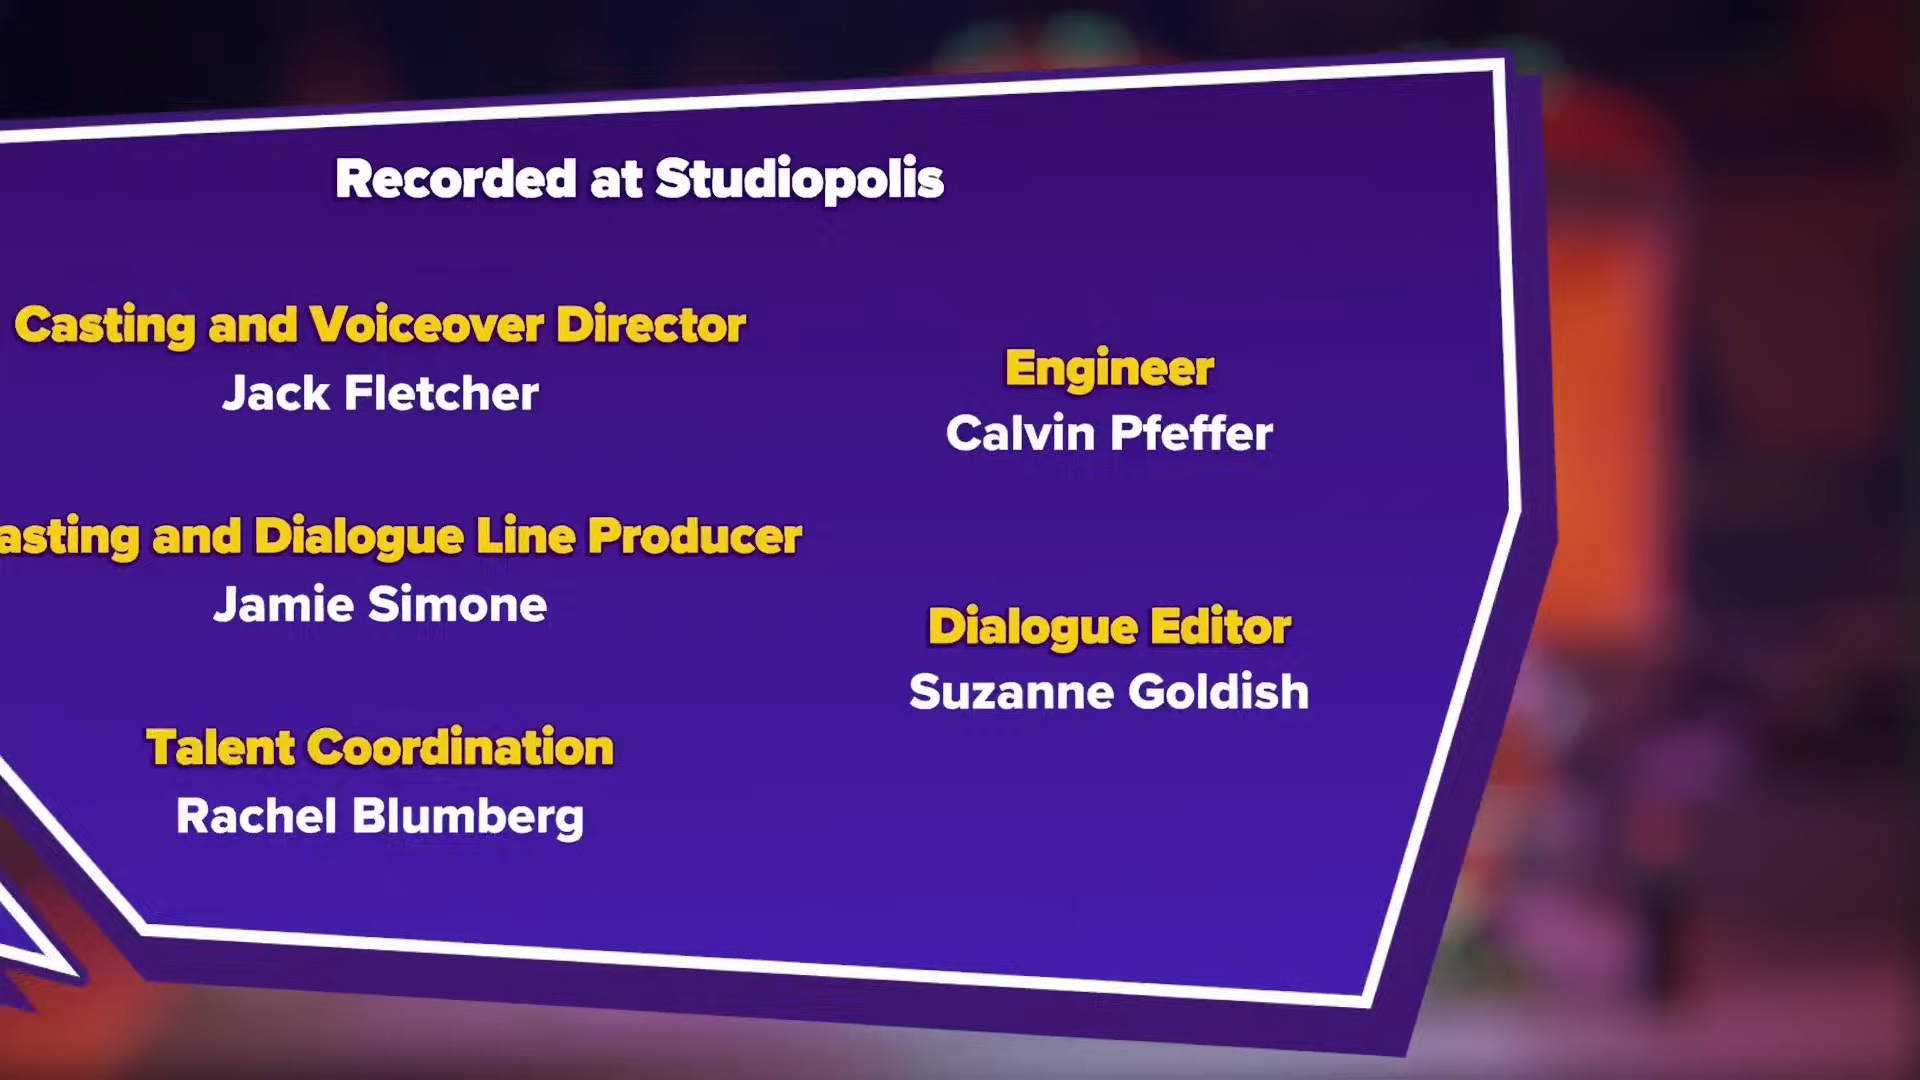 Recorded at Studiopolis
Casting and Voiceover Director
Jack Fletcher
asting and Dialogue Line Producer
Jamie Simone
Talent Coordination
Rachel Blumberg
Engineer
Calvin Pfeffer
Dialogue Editor
Suzanne Goldish